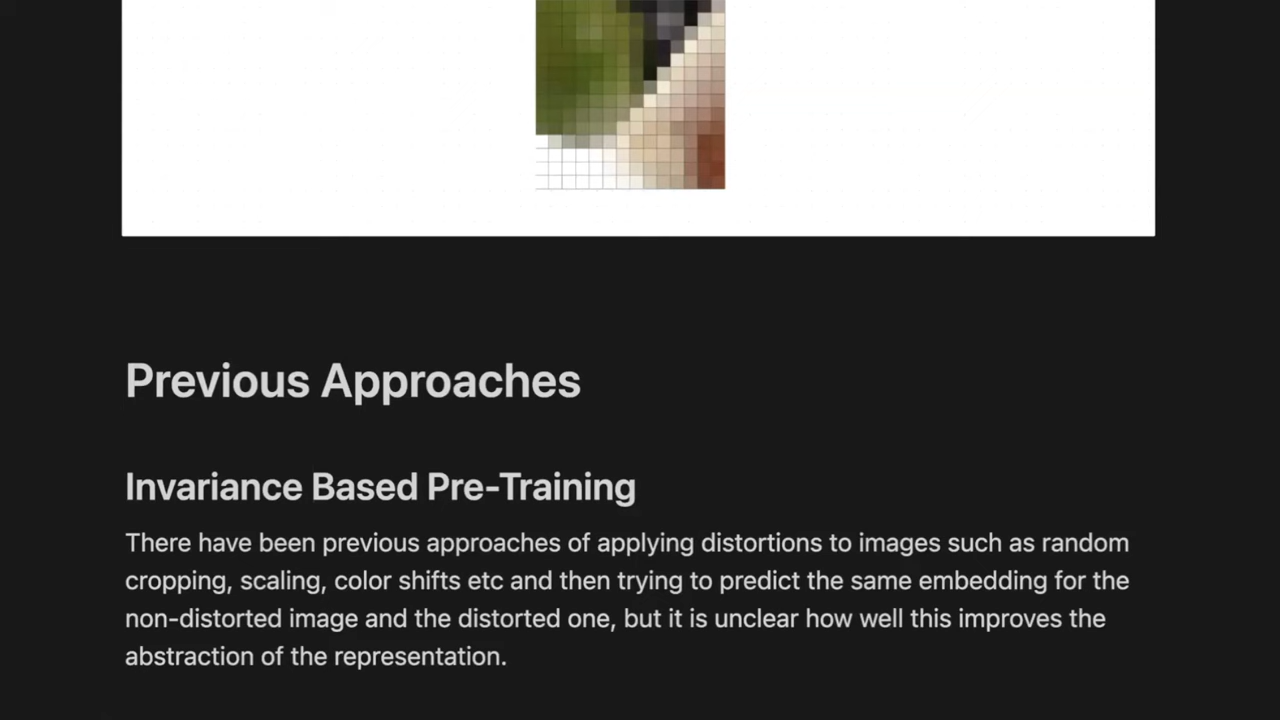 Previous Approaches
Invariance Based Pre-Training
There have been previous approaches of applying distortions to images such as random
cropping, scaling, color shifts etc and then trying to predict the same embedding for the
non-distorted image and the distorted one, but it is unclear how well this improves the
abstraction of the representation.